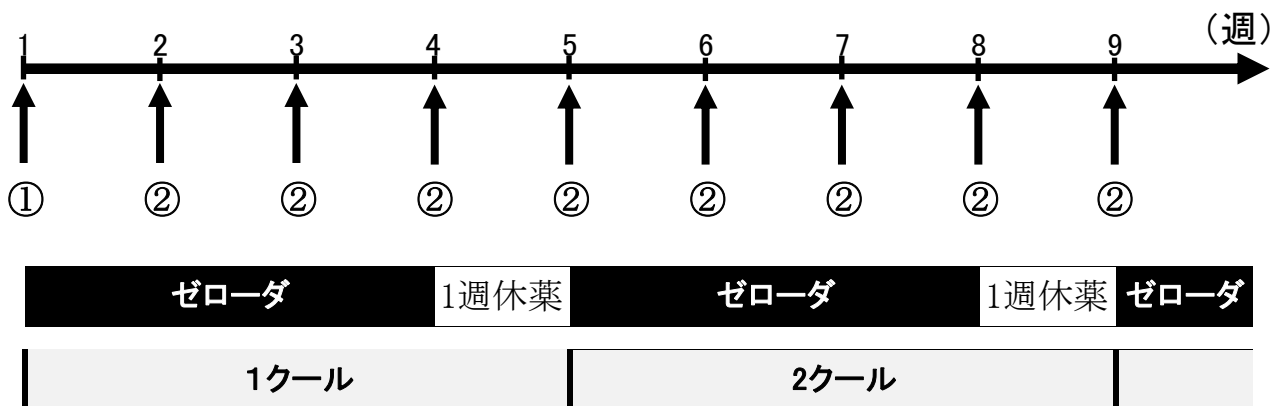 （週）
1 2 3 4 5 6 7 8 9
① ② ② ② ② ② ② ② ②
ゼローダ 1週休薬 ゼローダ 1週休薬 ゼローダ
1クール 2クール